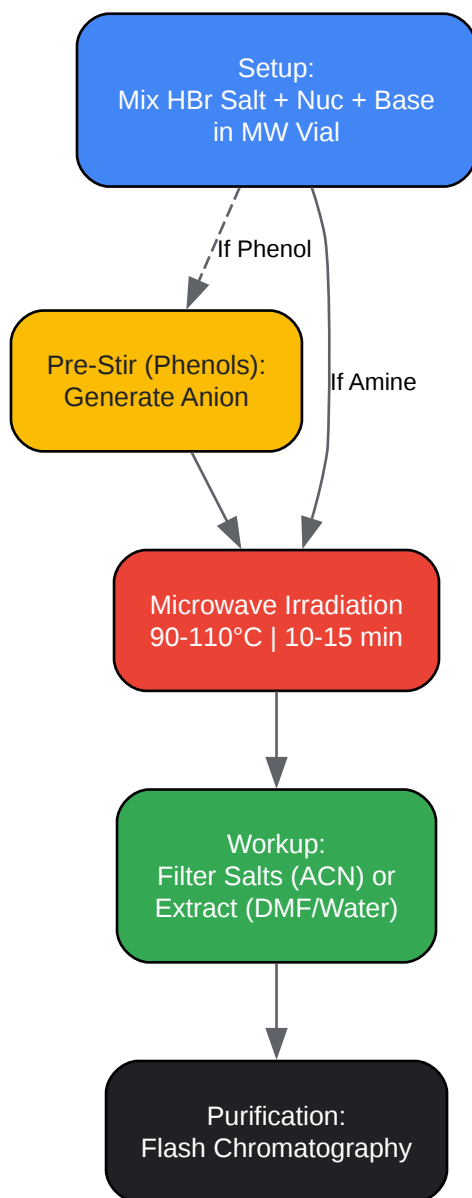 Setup:
Mix HBr Salt + Nuc + Base
in MW Vial
If Phenol
Pre-Stir (Phenols):
Generate Anion
If Amine
Microwave Irradiation
90-110°C | 10-15 min
Workup:
Filter Salts (ACN) or
Extract (DMF/Water)
Purification:
Flash Chromatography